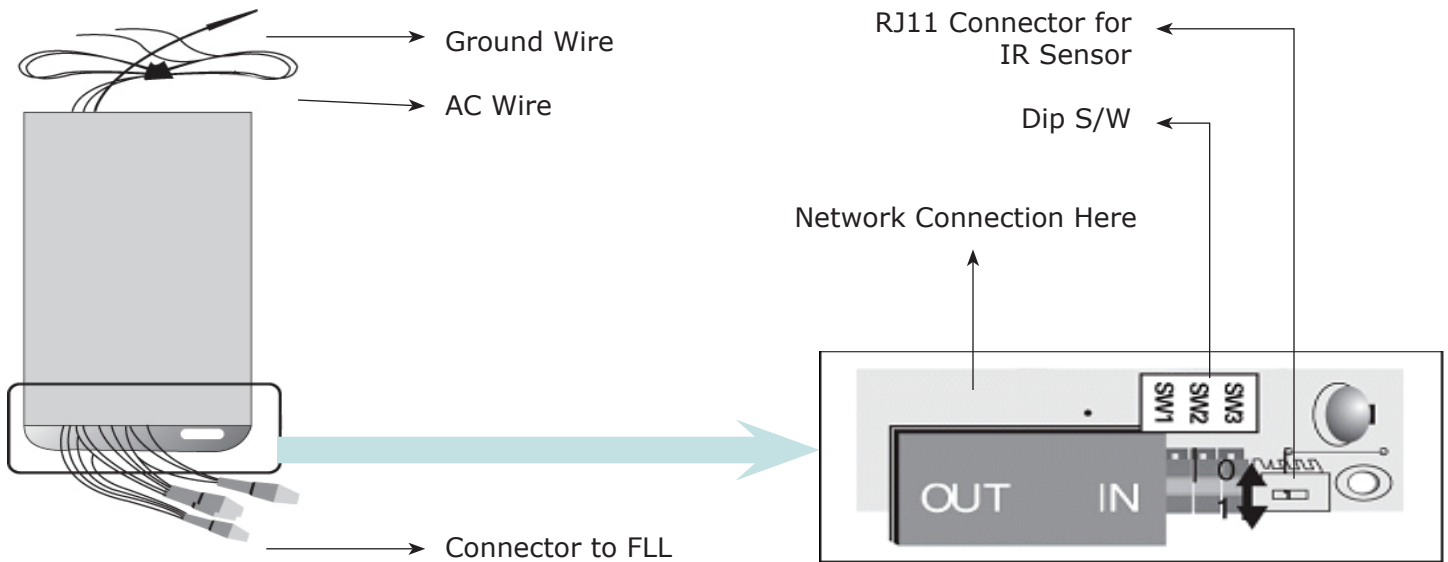 Ground Wire
AC Wire
Connector to FLL
RJ11 Connector for
IR Sensor
Dip S/W
Network Connection Here
SW1
SW2
SW3
OUT IN
0
1